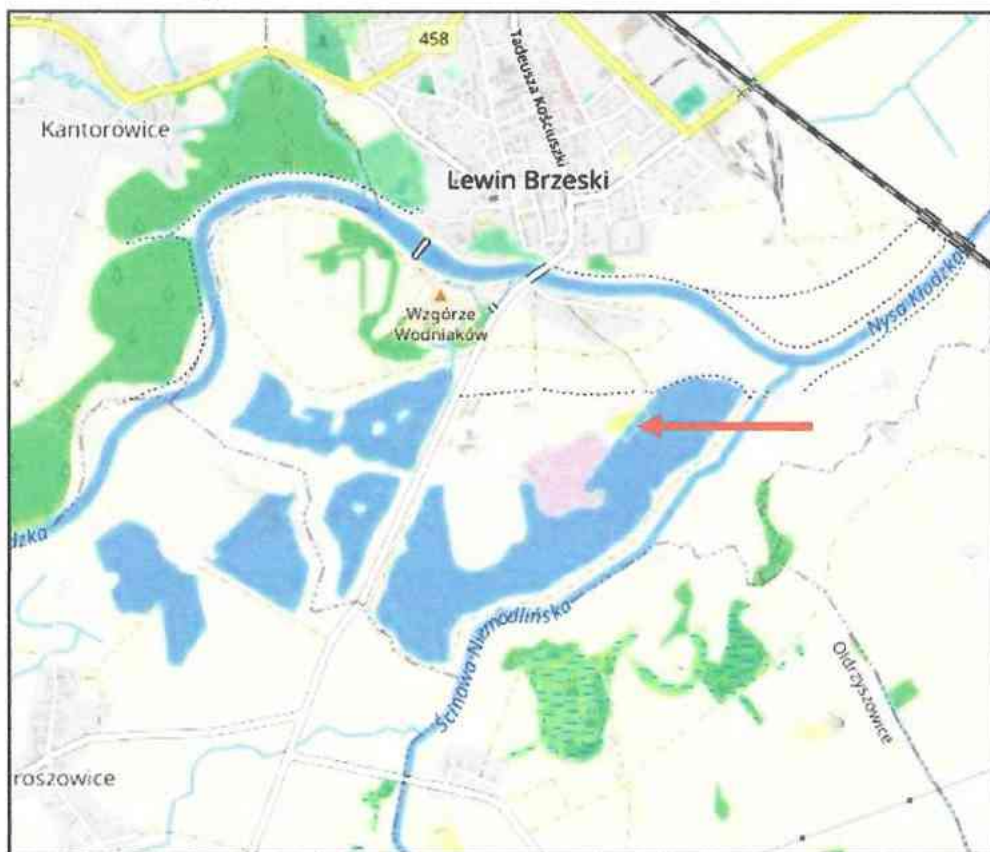 458
Tadeusza Kościuszki
Kantorowice
Lewin Brzeski
Nysa Kłodzka
Wzgórze
Wodniaków
dzka
Ścinawa Niemodlińska
Oldrzyszowice
roszowice